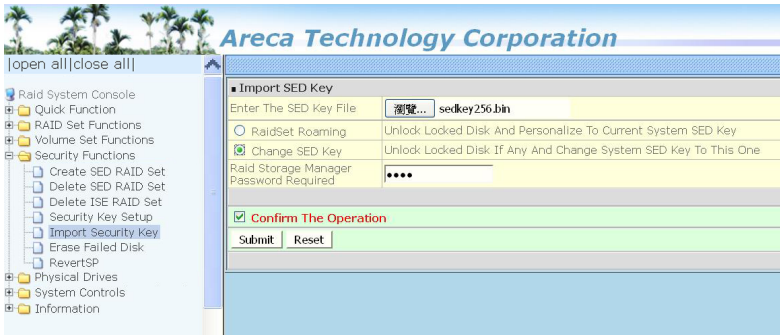 Areca Technology Corporation
|open all|close all|
Raid System Console
Quick Function
RAID Set Functions
Volume Set Functions
Security Functions
Create SED RAID Set
Delete SED RAID Set
Delete ISE RAID Set
Security Key Setup
Import Security Key
Erase Failed Disk
RevertSP
Physical Drives
System Controls
Information
Import SED Key
Enter The SED Key File 瀏覽... sedkey256.bin
RaidSet Roaming Unlock Locked Disk And Personalize To Current System SED Key
Change SED Key Unlock Locked Disk If Any And Change System SED Key To This One
Raid Storage Manager
Password Required ••••
Confirm The Operation
Submit Reset